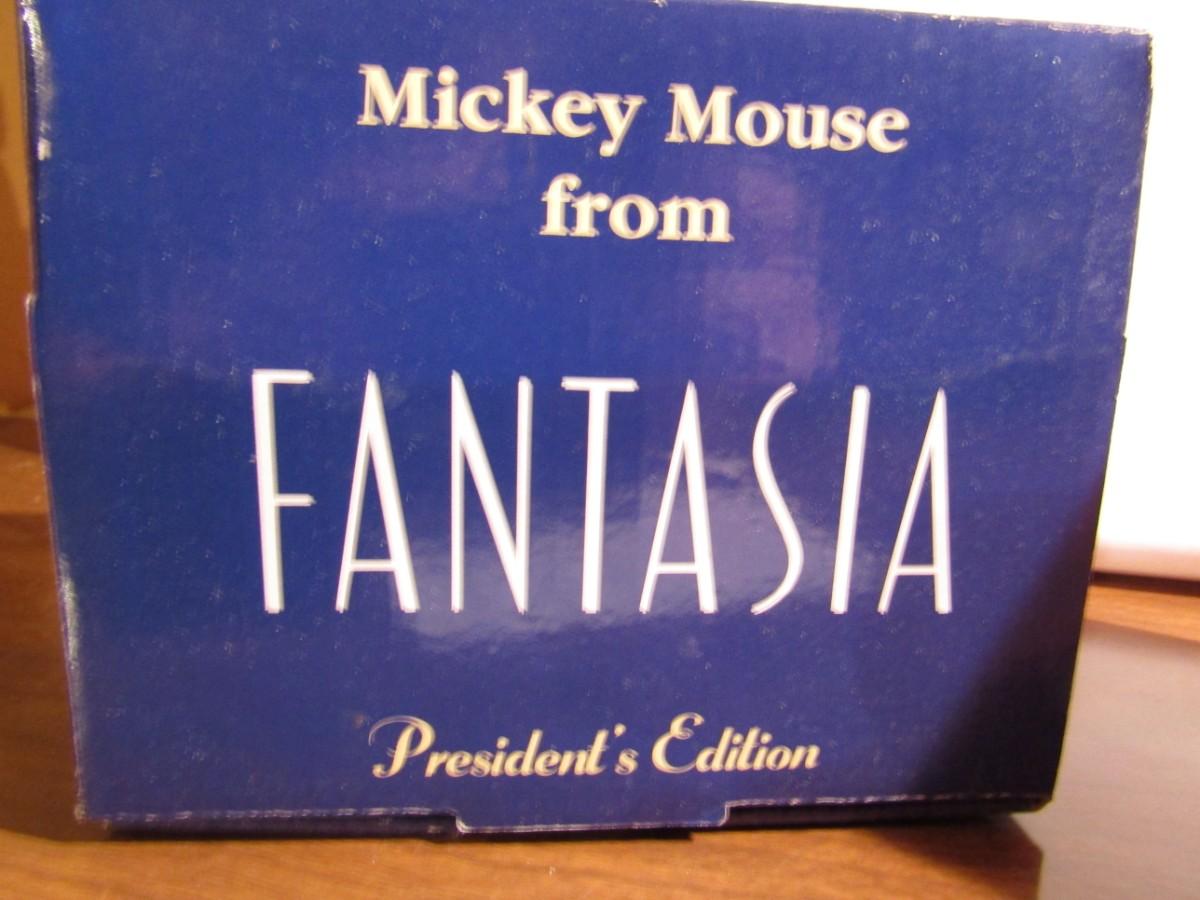 Mickey Mouse
from
FANTASIA
President's Edition